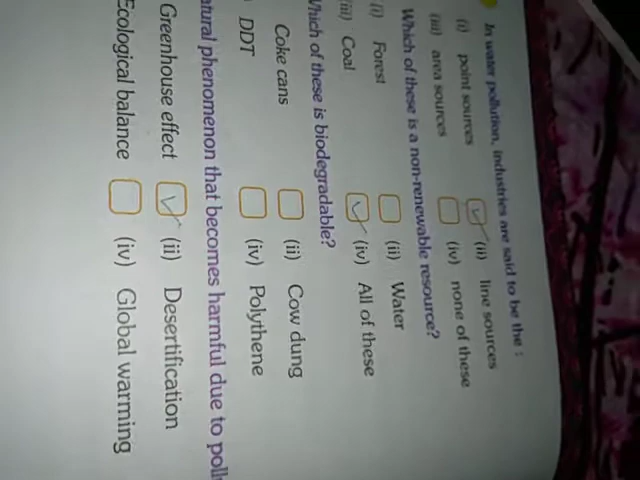 In water pollution, industries are said to be the :
(i) point sources (ii) line sources
(iii) area sources (iv) none of these
Which of these is a non-renewable resource?
(i) Forest (ii) Water
(iii) Coal (iv) All of these
Which of these is biodegradable?
Coke cans (ii) Cow dung
DDT (iv) Polythene
atural phenomenon that becomes harmful due to poll
Greenhouse effect (ii) Desertification
Ecological balance (iv) Global warming